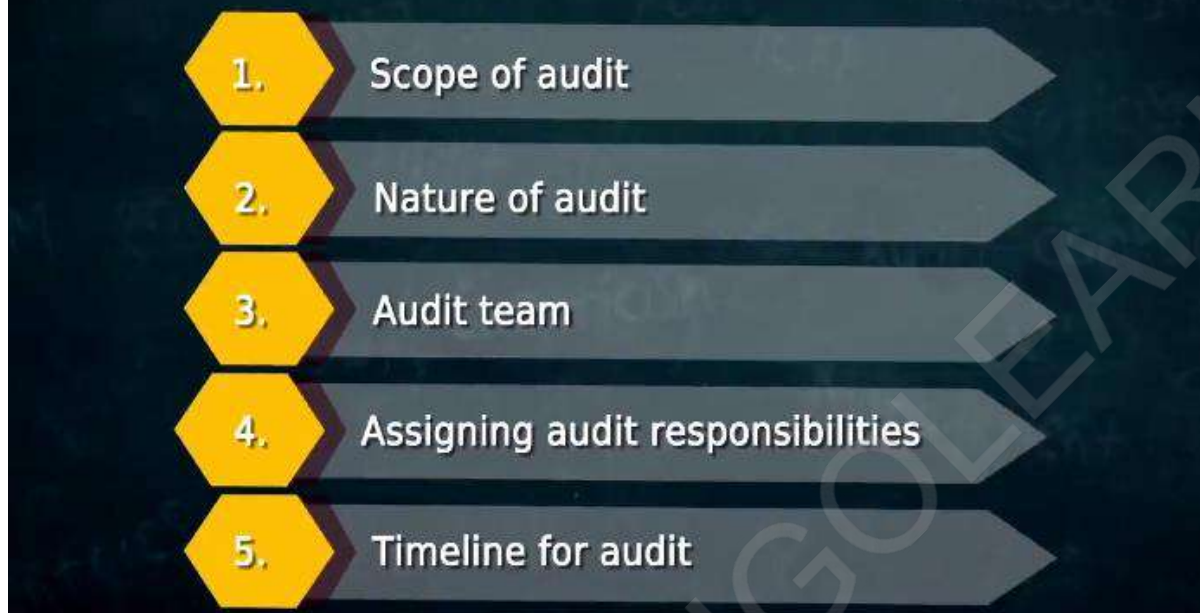 1. Scope of audit
2. Nature of audit
3. Audit team
4. Assigning audit responsibilities
5. Timeline for audit